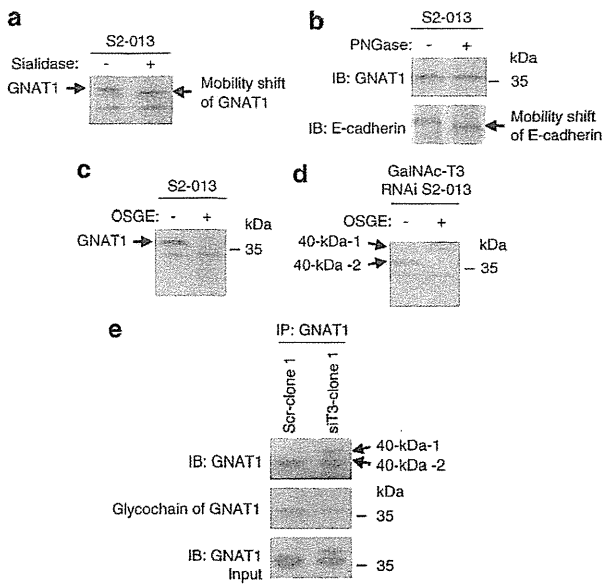 a
S2-013
Sialidase: - +
GNAT1
Mobility shift
of GNAT1
b
S2-013
PNGase: - +
kDa
IB: GNAT1
35
IB: E-cadherin
Mobility shift
of E-cadherin
c
S2-013
OSGE: - +
kDa
GNAT1
35
d
GalNAc-T3
RNAi S2-013
OSGE: - +
40-kDa-1
kDa
40-kDa -2
35
e
IP: GNAT1
Scr-clone 1
siT3-clone 1
IB: GNAT1
40-kDa-1
40-kDa -2
kDa
Glycochain of GNAT1
35
IB: GNAT1
Input
35